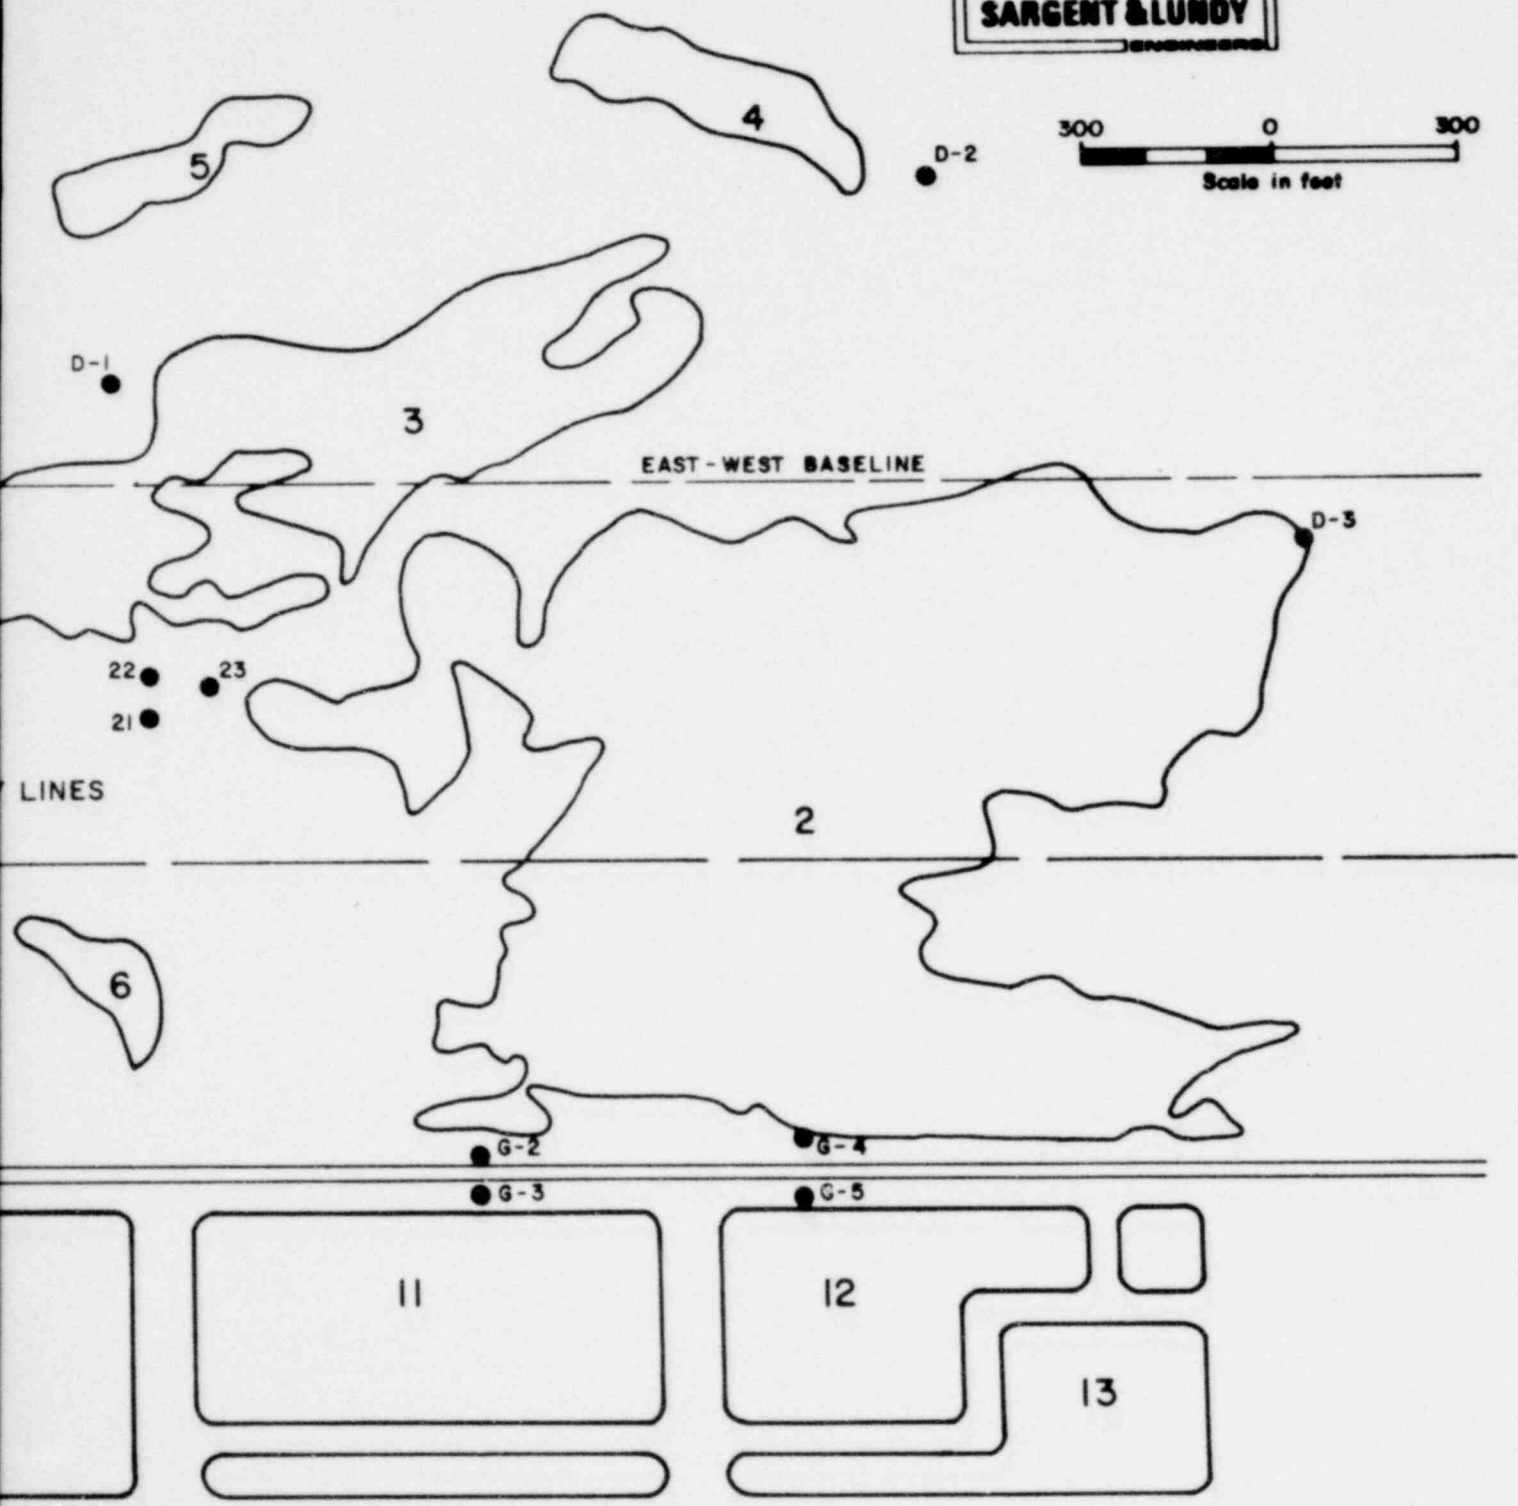 SARGENT & LUNDY
ENGINEERS
4
300 0 300
Scale in feet
5
D-2
D-1
3
EAST-WEST BASELINE
D-3
22
23
21
LINES
2
6
G-2
G-4
G-3
G-5
11
12
13